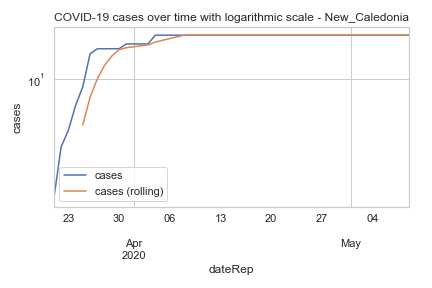 COVID-19 cases over time with logarithmic scale - New_Caledonia
10¹
cases
cases
cases (rolling)
23 30 06 13 20 27 04
Apr May
2020
dateRep